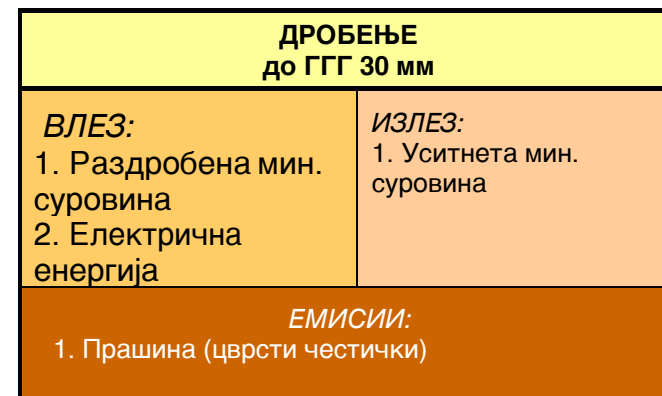 ДРОБЕЊЕ
до ГГГ 30 мм
ВЛЕЗ:
1. Раздробена мин.
суровина
2. Електрична
енергија
ИЗЛЕЗ:
1. Уситнета мин.
суровина
ЕМИСИИ:
1. Прашина (цврсти честички)